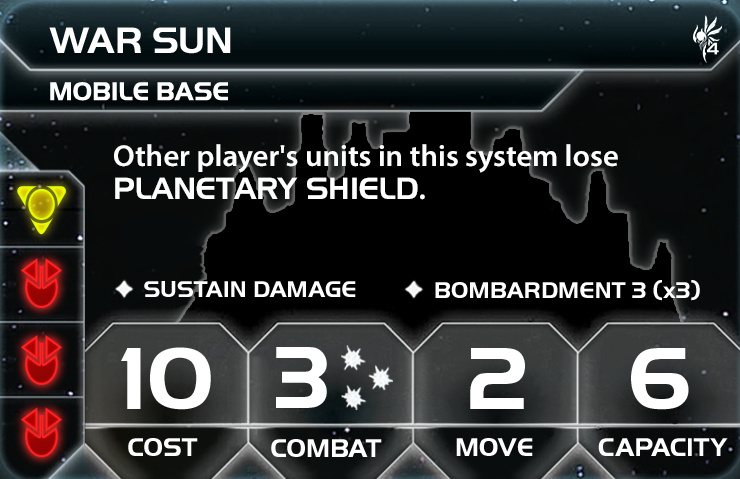 WAR SUN
4
MOBILE BASE
Other player's units in this system lose
PLANETARY SHIELD.
SUSTAIN DAMAGE BOMBARDMENT 3 (x3)
10 3 2 6
COST COMBAT MOVE CAPACITY